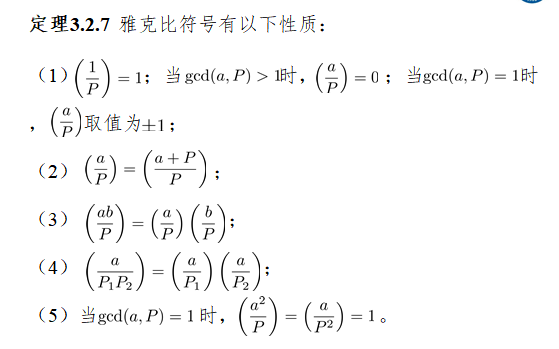 定理3.2.7 雅克比符号有以下性质：
（1）$\left(\frac{1}{P}\right)=1$；当$\gcd(a,P)>1$时，$\left(\frac{a}{P}\right)=0$；当$\gcd(a,P)=1$时
，$\left(\frac{a}{P}\right)$取值为$\pm 1$；
（2）$\left(\frac{a}{P}\right)=\left(\frac{a+P}{P}\right)$；
（3）$\left(\frac{ab}{P}\right)=\left(\frac{a}{P}\right)\left(\frac{b}{P}\right)$；
（4）$\left(\frac{a}{P_1P_2}\right)=\left(\frac{a}{P_1}\right)\left(\frac{a}{P_2}\right)$；
（5）当$\gcd(a,P)=1$时，$\left(\frac{a^2}{P}\right)=\left(\frac{a}{P^2}\right)=1$。